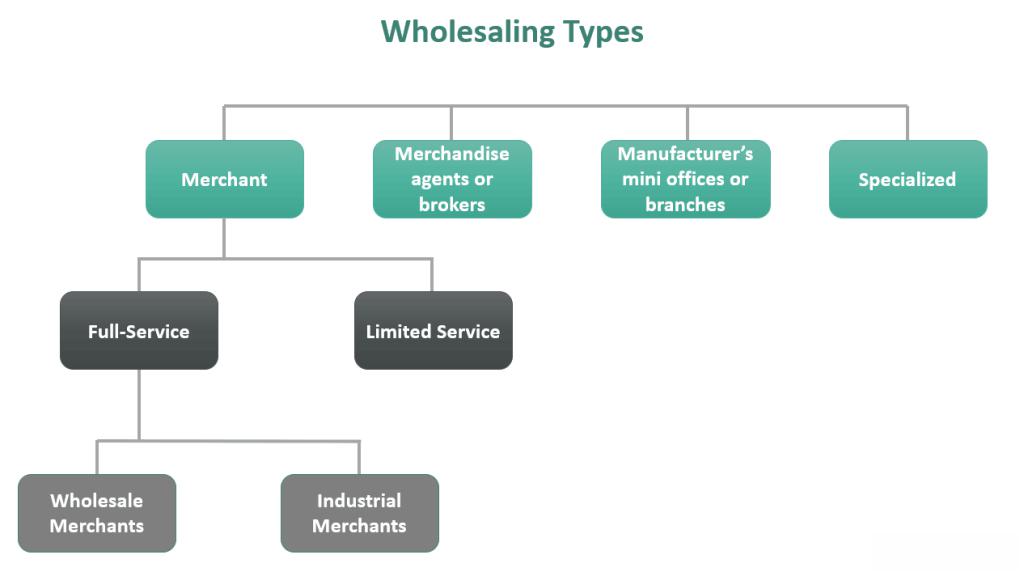 Wholesaling Types
Merchant
Merchandise
agents or
brokers
Manufacturer’s
mini offices or
branches
Specialized
Full-Service
Limited Service
Wholesale
Merchants
Industrial
Merchants